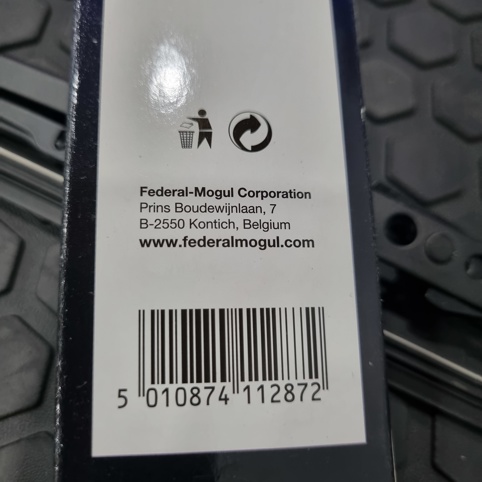 Federal-Mogul Corporation
Prins Boudewijnlaan, 7
B-2550 Kontich, Belgium
www.federalmogul.com
5 010874 112872